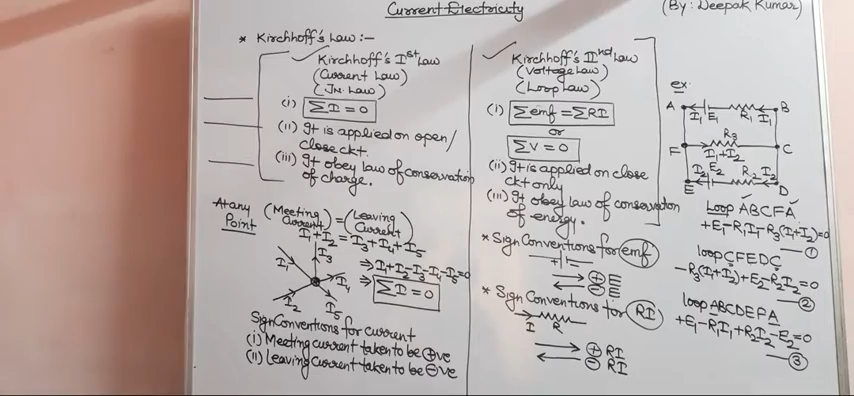 Current Electricity
(By: Deepak Kumar)
* Kirchhoff's Law :-
Kirchhoff's Ist Law
(Current Law)
(Jn. Law)
(i) ΣI = 0
(ii) It is applied on open/
close ckt.
(iii) It obey law of conservation
of charge.
At any Point (Meeting Current) = (Leaving Current)
I1 + I2 = I3 + I4 + I5
⇒ I1+I2-I3-I4-I5=0
⇒ ΣI = 0
I1 I2 I3 I4 I5
Sign Conventions for current
(i) Meeting current taken to be ⊕ve
(ii) Leaving current taken to be ⊖ve
Kirchhoff's IInd Law
(Voltage Law)
(Loop Law)
(i) Σemf = ΣRI
or
ΣV = 0
(ii) It is applied on close
ckt only
(iii) It obey law of conservation
of energy.
* Sign Conventions for emf
+ -
→ ⊕ E
← ⊖ E
* Sign Conventions for RI
I R
→ ⊕ RI
← ⊖ RI
ex:
A I1 E1 R1 I1 B
R3
F I1+I2 C
I2 E2 R2 I2
E D
Loop ABCFA
+E1-R1I1-R3(I1+I2)=0
①
loop CFEDC
-R3(I1+I2)+E2-R2I2=0
②
loop ABCDEFA
+E1-R1I1+R2I2-E2=0
③